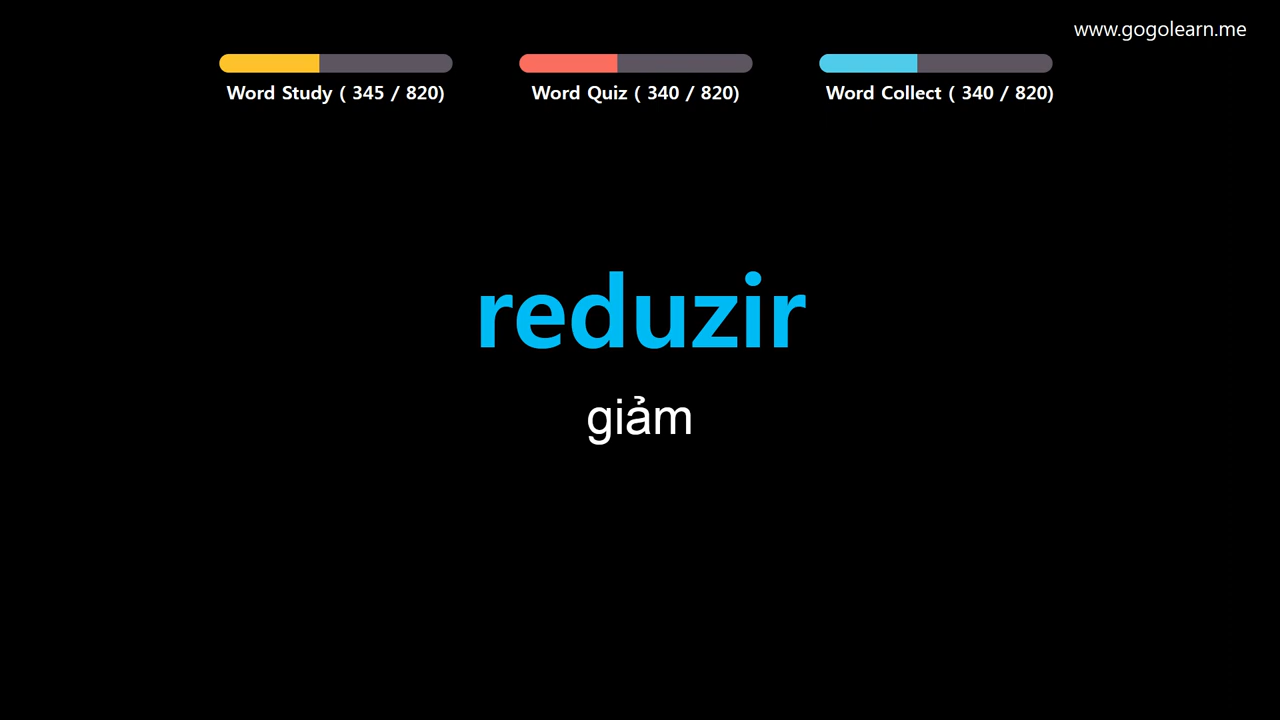 www.gogolearn.me
Word Study ( 345 / 820)
Word Quiz ( 340 / 820)
Word Collect ( 340 / 820)
reduzir
giảm